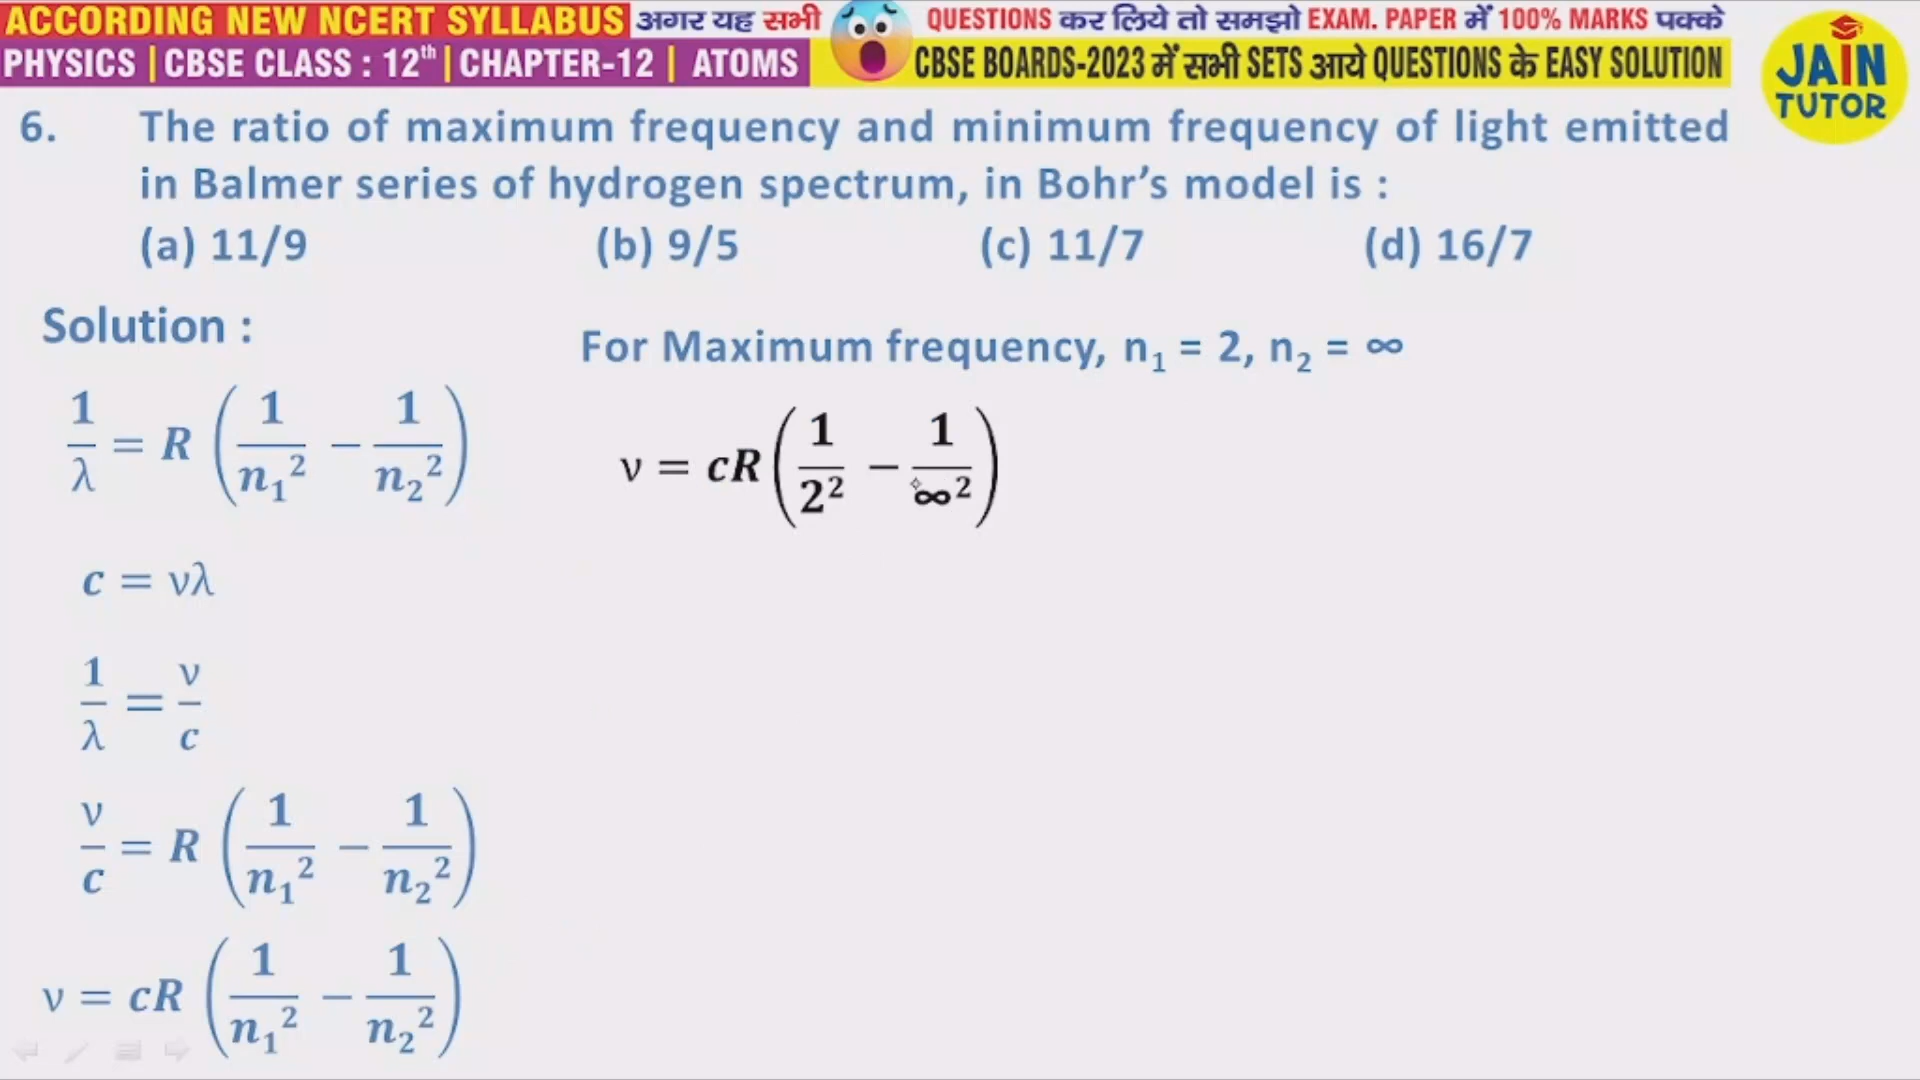 ACCORDING NEW NCERT SYLLABUS अगर यह सभी QUESTIONS कर लिये तो समझो EXAM. PAPER में 100% MARKS पक्के
PHYSICS | CBSE CLASS : 12th | CHAPTER-12 | ATOMS CBSE BOARDS-2023 में सभी SETS आये QUESTIONS के EASY SOLUTION
JAIN
TUTOR
6. The ratio of maximum frequency and minimum frequency of light emitted
in Balmer series of hydrogen spectrum, in Bohr’s model is :
(a) 11/9 (b) 9/5 (c) 11/7 (d) 16/7
Solution :
For Maximum frequency, n₁ = 2, n₂ = ∞
1/λ = R (1/n₁² − 1/n₂²)
ν = cR (1/2² − 1/∞²)
c = νλ
1/λ = ν/c
ν/c = R (1/n₁² − 1/n₂²)
ν = cR (1/n₁² − 1/n₂²)